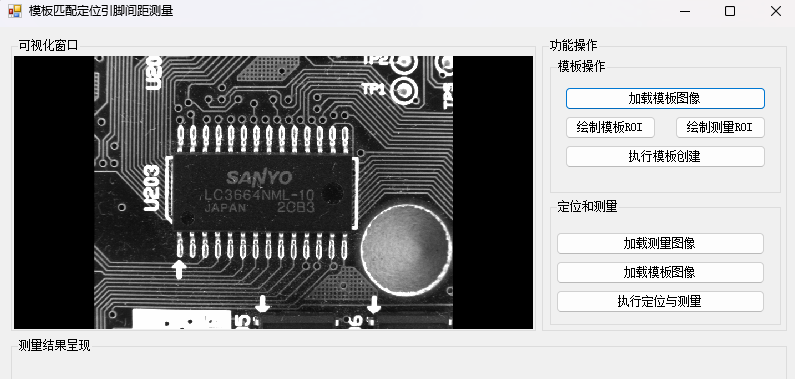 模板匹配定位引脚间距测量
可视化窗口
U20
TP2
TP1
U203
SANYO
LC3664NML-10
JAPAN 2CB3
功能操作
模板操作
加载模板图像
绘制模板ROI 绘制测量ROI
执行模板创建
定位和测量
加载测量图像
加载模板图像
执行定位与测量
测量结果呈现